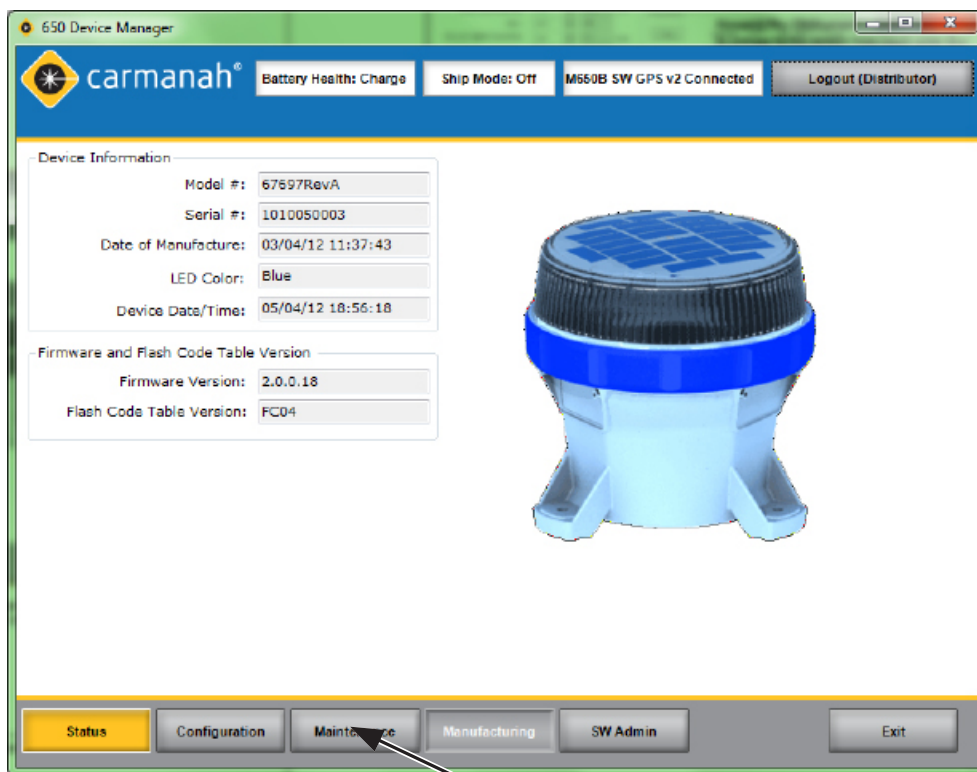 650 Device Manager
carmanah®
Battery Health: Charge
Ship Mode: Off
M650B SW GPS v2 Connected
Logout (Distributor)
Device Information
Model #: 67697RevA
Serial #: 1010050003
Date of Manufacture: 03/04/12 11:37:43
LED Color: Blue
Device Date/Time: 05/04/12 18:56:18
Firmware and Flash Code Table Version
Firmware Version: 2.0.0.18
Flash Code Table Version: FC04
Status
Configuration
Maintenance
Manufacturing
SW Admin
Exit